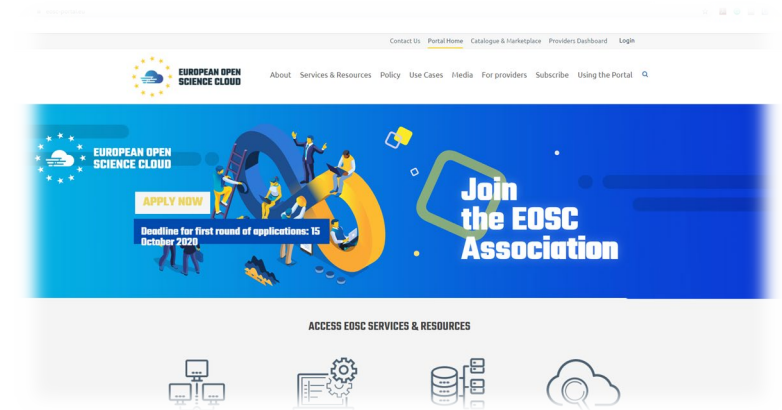 Contact Us Portal Home Catalogue & Marketplace Providers Dashboard Login
EUROPEAN OPEN
SCIENCE CLOUD
About Services & Resources Policy Use Cases Media For providers Subscribe Using the Portal
EUROPEAN OPEN
SCIENCE CLOUD
APPLY NOW
Deadline for first round of applications: 15
October 2020
Join
the EOSC
Association
ACCESS EOSC SERVICES & RESOURCES